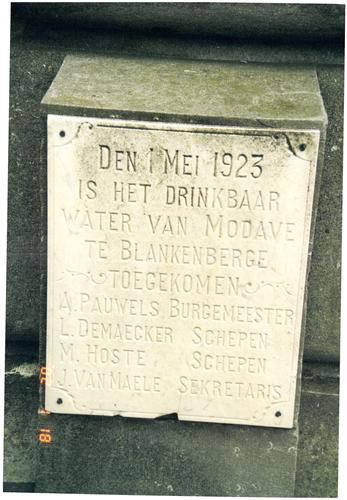 DEN 1 MEI 1923
IS HET DRINKBAAR
WATER VAN MODAVE
TE BLANKENBERGE
TOEGEKOMEN
A. PAUWELS BURGEMEESTER
L. DEMAECKER SCHEPEN
M. HOSTE SCHEPEN
J. VAN MAELE SEKRETARIS